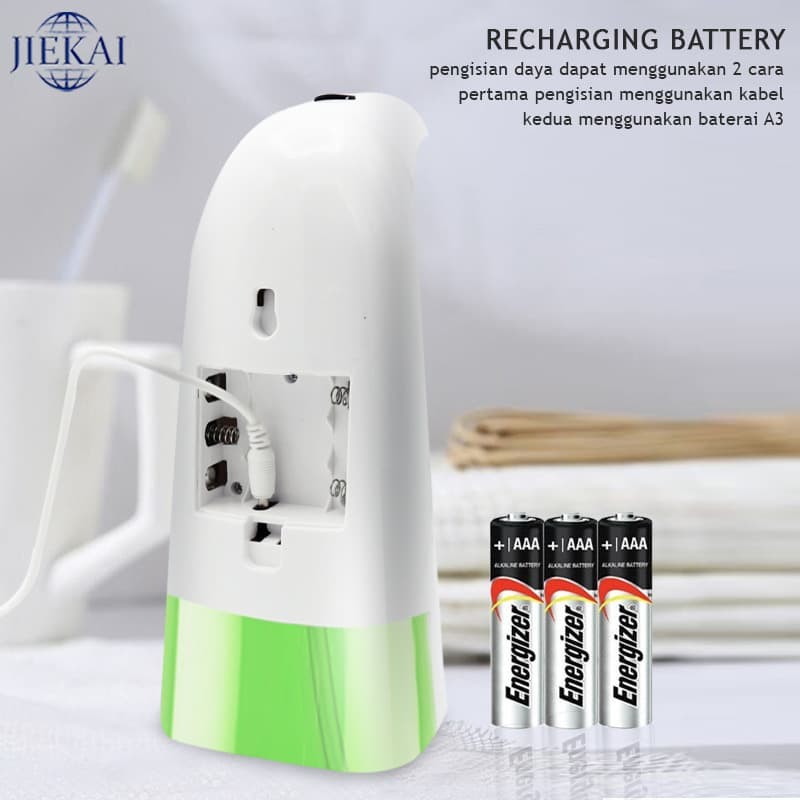 JIEKAI
RECHARGING BATTERY
pengisian daya dapat menggunakan 2 cara
pertama pengisian menggunakan kabel
kedua menggunakan baterai A3
+ | AAA
ALKALINE BATTERY
Energizer
+ | AAA
ALKALINE BATTERY
Energizer
+ | AAA
ALKALINE BATTERY
Energizer